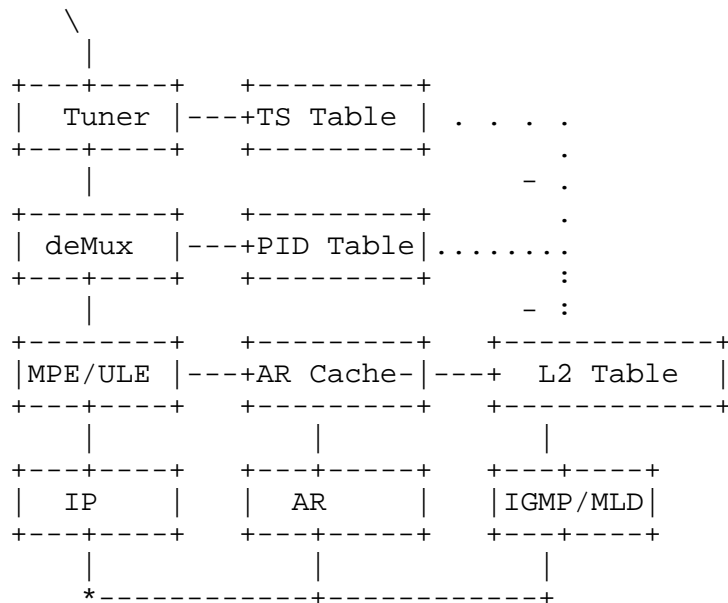 Tuner TS Table
deMux PID Table
MPE/ULE AR Cache L2 Table
IP AR IGMP/MLD